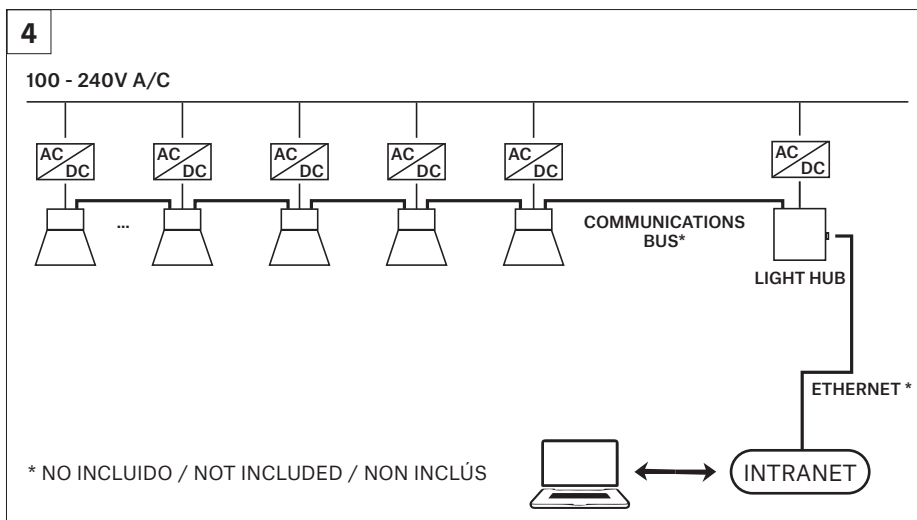 4
100 - 240V A/C
AC DC
AC DC
AC DC
AC DC
AC DC
AC DC
...
COMMUNICATIONS
BUS*
LIGHT HUB
ETHERNET *
* NO INCLUIDO / NOT INCLUDED / NON INCLÚS
INTRANET